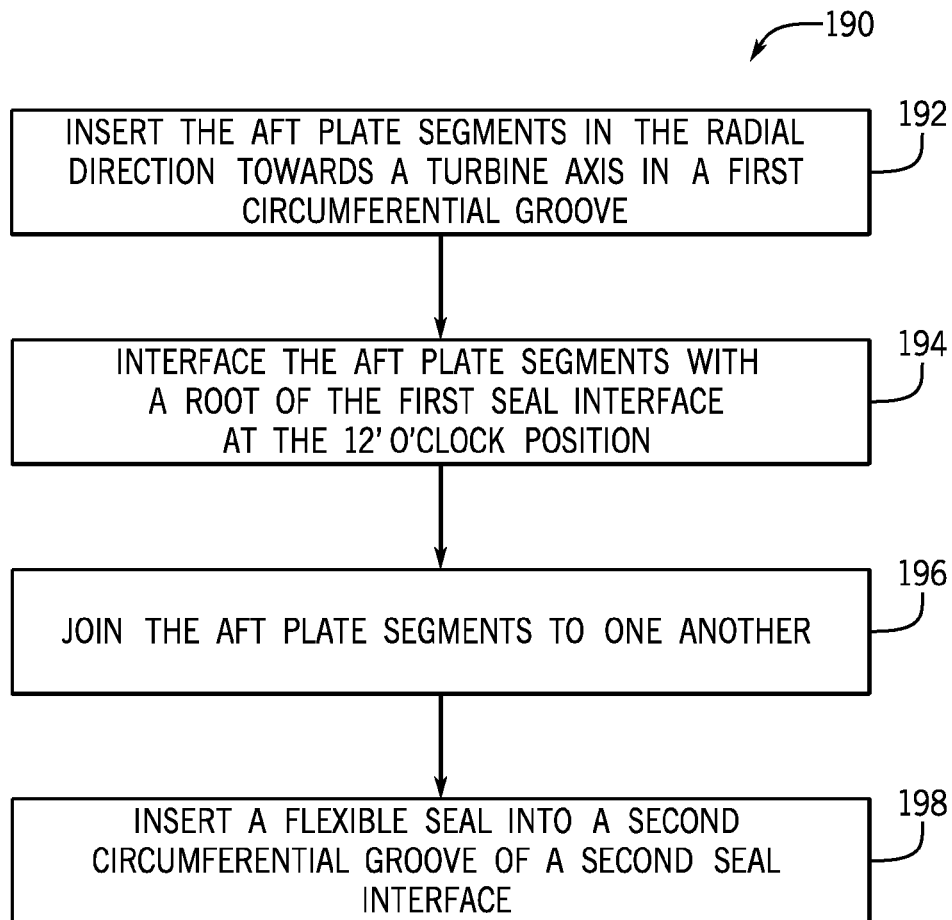 190
192
INSERT THE AFT PLATE SEGMENTS IN THE RADIAL
DIRECTION TOWARDS A TURBINE AXIS IN A FIRST
CIRCUMFERENTIAL GROOVE
194
INTERFACE THE AFT PLATE SEGMENTS WITH
A ROOT OF THE FIRST SEAL INTERFACE
AT THE 12' O'CLOCK POSITION
196
JOIN THE AFT PLATE SEGMENTS TO ONE ANOTHER
198
INSERT A FLEXIBLE SEAL INTO A SECOND
CIRCUMFERENTIAL GROOVE OF A SECOND SEAL
INTERFACE